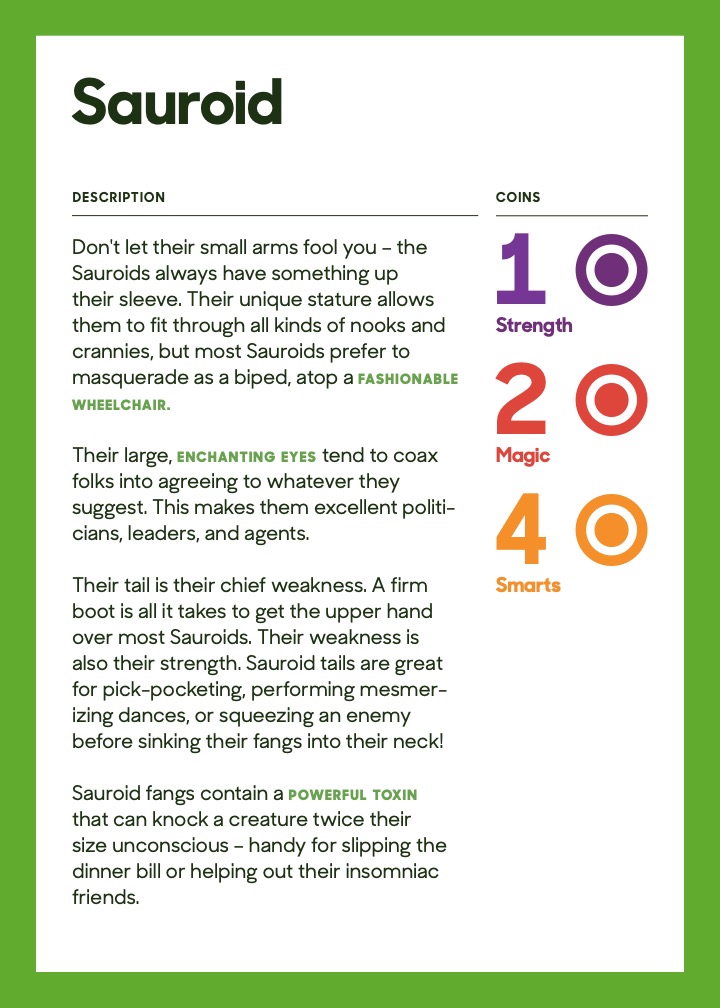 Sauroid
DESCRIPTION
Don't let their small arms fool you – the
Sauroids always have something up
their sleeve. Their unique stature allows
them to fit through all kinds of nooks and
crannies, but most Sauroids prefer to
masquerade as a biped, atop a FASHIONABLE
WHEELCHAIR.
Their large, ENCHANTING EYES tend to coax
folks into agreeing to whatever they
suggest. This makes them excellent politi-
cians, leaders, and agents.
Their tail is their chief weakness. A firm
boot is all it takes to get the upper hand
over most Sauroids. Their weakness is
also their strength. Sauroid tails are great
for pick-pocketing, performing mesmer-
izing dances, or squeezing an enemy
before sinking their fangs into their neck!
Sauroid fangs contain a POWERFUL TOXIN
that can knock a creature twice their
size unconscious – handy for slipping the
dinner bill or helping out their insomniac
friends.
COINS
1
Strength
2
Magic
4
Smarts